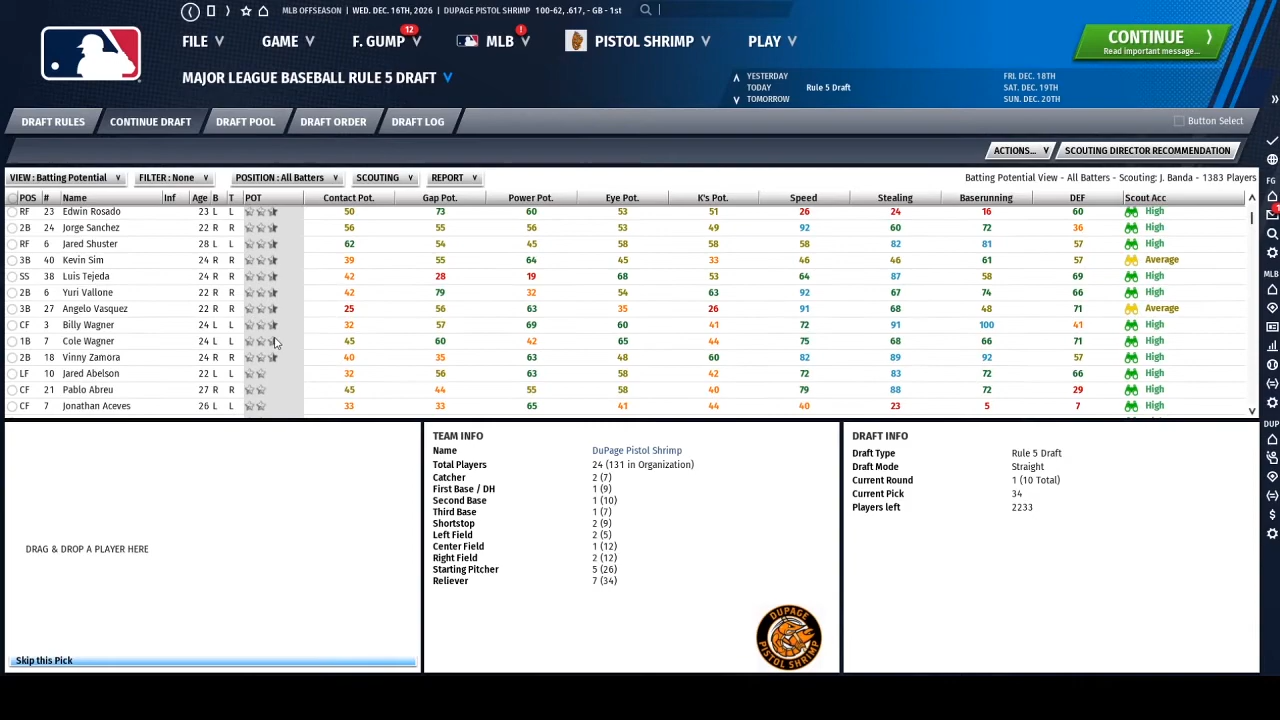 MLB OFFSEASON | WED. DEC. 16TH, 2026 | DUPAGE PISTOL SHRIMP 100-62, .617, - GB - 1st
FILE GAME F. GUMP 12 MLB ! PISTOL SHRIMP PLAY
CONTINUE
Read important message...
MAJOR LEAGUE BASEBALL RULE 5 DRAFT
YESTERDAY FRI. DEC. 18TH
TODAY Rule 5 Draft SAT. DEC. 19TH
TOMORROW SUN. DEC. 20TH
DRAFT RULES CONTINUE DRAFT DRAFT POOL DRAFT ORDER DRAFT LOG Button Select
ACTIONS... SCOUTING DIRECTOR RECOMMENDATION
VIEW : Batting Potential FILTER : None POSITION : All Batters SCOUTING REPORT Batting Potential View - All Batters - Scouting: J. Banda - 1383 Players
POS # Name Inf Age B T POT Contact Pot. Gap Pot. Power Pot. Eye Pot. K's Pot. Speed Stealing Baserunning DEF Scout Acc
RF 23 Edwin Rosado 23 L L 50 73 60 53 51 26 24 16 60 High
2B 24 Jorge Sanchez 22 R R 56 55 56 53 49 92 60 72 36 High
RF 6 Jared Shuster 28 L L 62 54 45 58 58 58 82 81 57 High
3B 40 Kevin Sim 24 R R 39 55 64 45 33 46 46 61 57 Average
SS 38 Luis Tejeda 24 R R 42 28 19 68 53 64 87 58 69 High
2B 6 Yuri Vallone 22 R R 42 79 32 54 63 92 67 74 66 High
3B 27 Angelo Vasquez 22 R R 25 56 63 35 26 91 68 48 71 Average
CF 3 Billy Wagner 24 L L 32 57 69 60 41 72 91 100 41 High
1B 7 Cole Wagner 24 L L 45 60 42 65 44 75 68 66 66 High
2B 18 Vinny Zamora 24 R R 40 35 63 48 60 82 89 92 57 High
LF 10 Jared Abelson 22 L L 32 56 63 58 42 72 83 72 66 High
CF 21 Pablo Abreu 27 R R 45 44 55 58 40 79 88 72 29 High
CF 7 Jonathan Aceves 26 L L 33 33 65 41 44 40 23 5 7 High
DRAG & DROP A PLAYER HERE
Skip this Pick
TEAM INFO
Name DuPage Pistol Shrimp
Total Players 24 (131 in Organization)
Catcher 2 (7)
First Base / DH 1 (9)
Second Base 1 (10)
Third Base 1 (7)
Shortstop 2 (9)
Left Field 2 (5)
Center Field 1 (12)
Right Field 2 (12)
Starting Pitcher 5 (26)
Reliever 7 (34)
DUPAGE
PISTOL SHRIMP
DRAFT INFO
Draft Type Rule 5 Draft
Draft Mode Straight
Current Round 1 (10 Total)
Current Pick 34
Players left 2233
FG
MLB
DUP